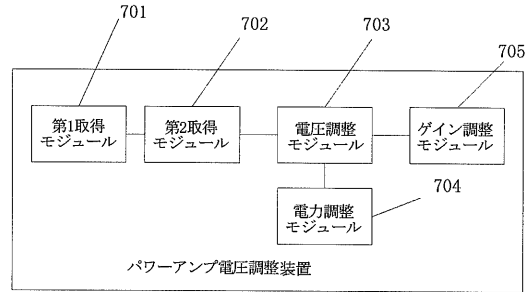 701
702
703
705
第1取得
モジュール
第2取得
モジュール
電圧調整
モジュール
ゲイン調整
モジュール
電力調整
モジュール
704
パワーアンプ電圧調整装置